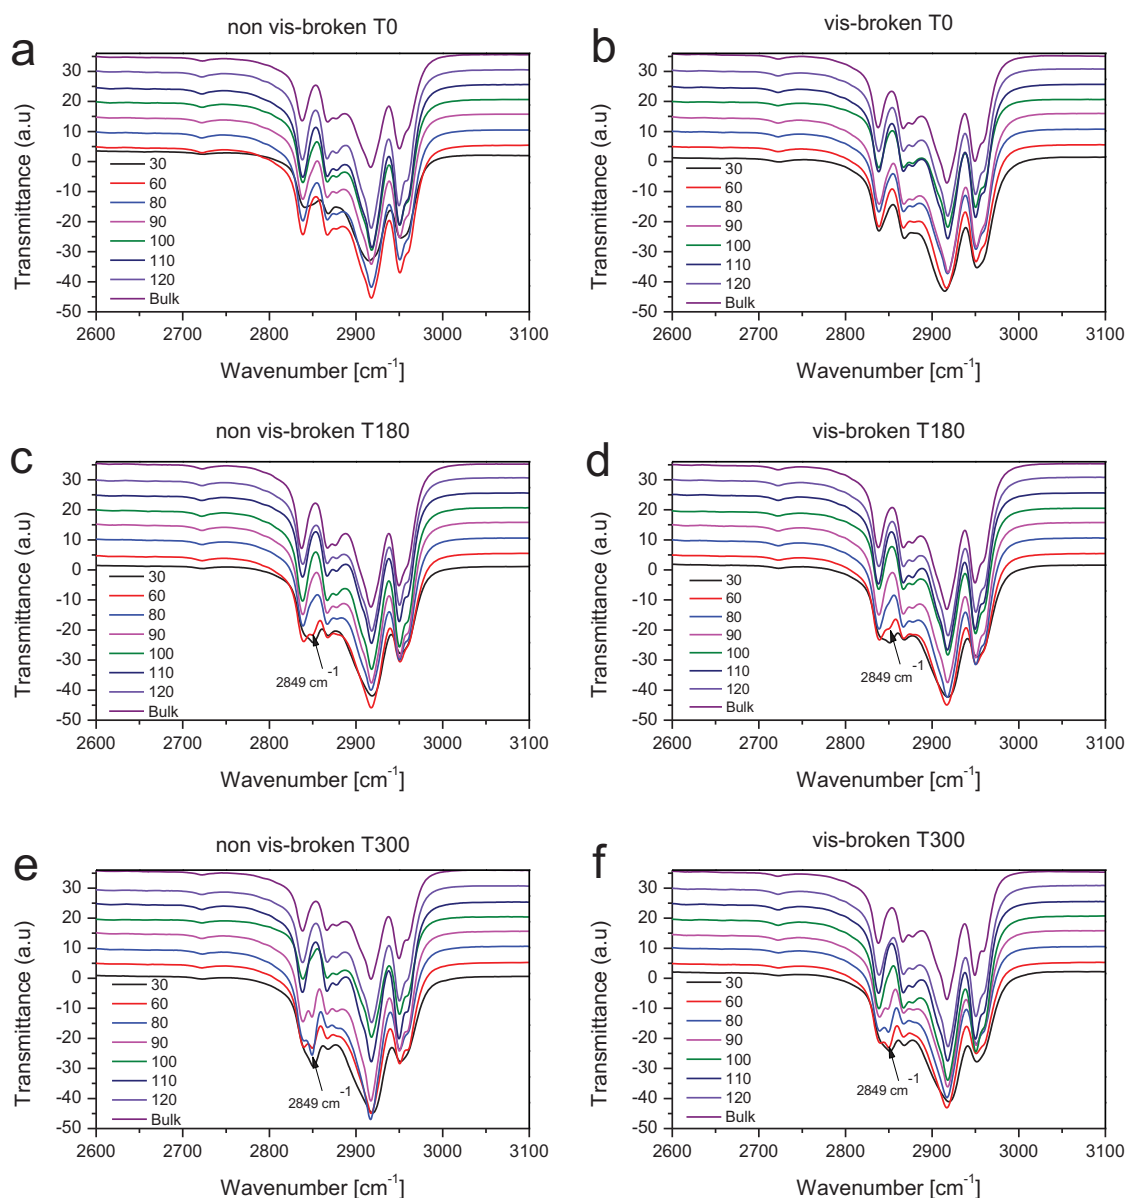 a
non vis-broken T0
Transmittance (a.u)
30
20
10
0
-10
-20
-30
-40
-50
30
60
80
90
100
110
120
Bulk
2600 2700 2800 2900 3000 3100
Wavenumber [cm-1]
b
vis-broken T0
Transmittance (a.u)
30
20
10
0
-10
-20
-30
-40
-50
30
60
80
90
100
110
120
Bulk
2600 2700 2800 2900 3000 3100
Wavenumber [cm-1]
c
non vis-broken T180
Transmittance (a.u)
30
20
10
0
-10
-20
-30
-40
-50
30
60
80
90
100
110
120
Bulk
2849 cm-1
2600 2700 2800 2900 3000 3100
Wavenumber [cm-1]
d
vis-broken T180
Transmittance (a.u)
30
20
10
0
-10
-20
-30
-40
-50
30
60
80
90
100
110
120
Bulk
2849 cm-1
2600 2700 2800 2900 3000 3100
Wavenumber [cm-1]
e
non vis-broken T300
Transmittance (a.u)
30
20
10
0
-10
-20
-30
-40
-50
30
60
80
90
100
110
120
Bulk
2849 cm-1
2600 2700 2800 2900 3000 3100
Wavenumber [cm-1]
f
vis-broken T300
Transmittance (a.u)
30
20
10
0
-10
-20
-30
-40
-50
30
60
80
90
100
110
120
Bulk
2849 cm-1
2600 2700 2800 2900 3000 3100
Wavenumber [cm-1]